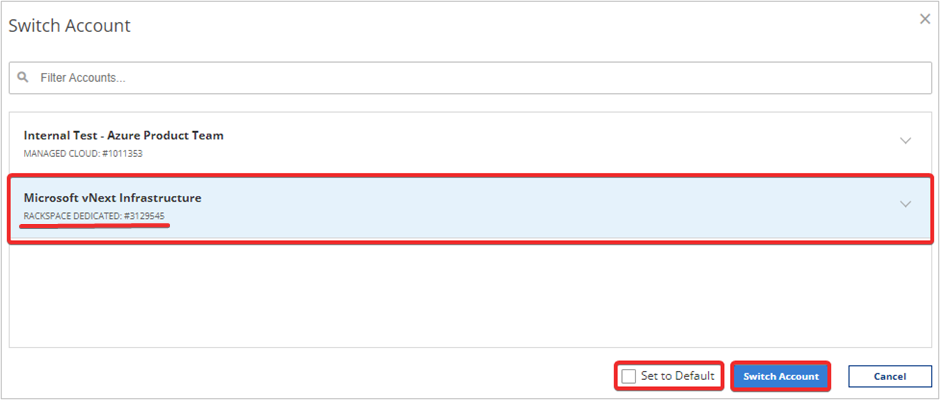 Switch Account
Filter Accounts...
Internal Test - Azure Product Team
MANAGED CLOUD: #1011353
Microsoft vNext Infrastructure
RACKSPACE DEDICATED: #3129545
Set to Default
Switch Account
Cancel